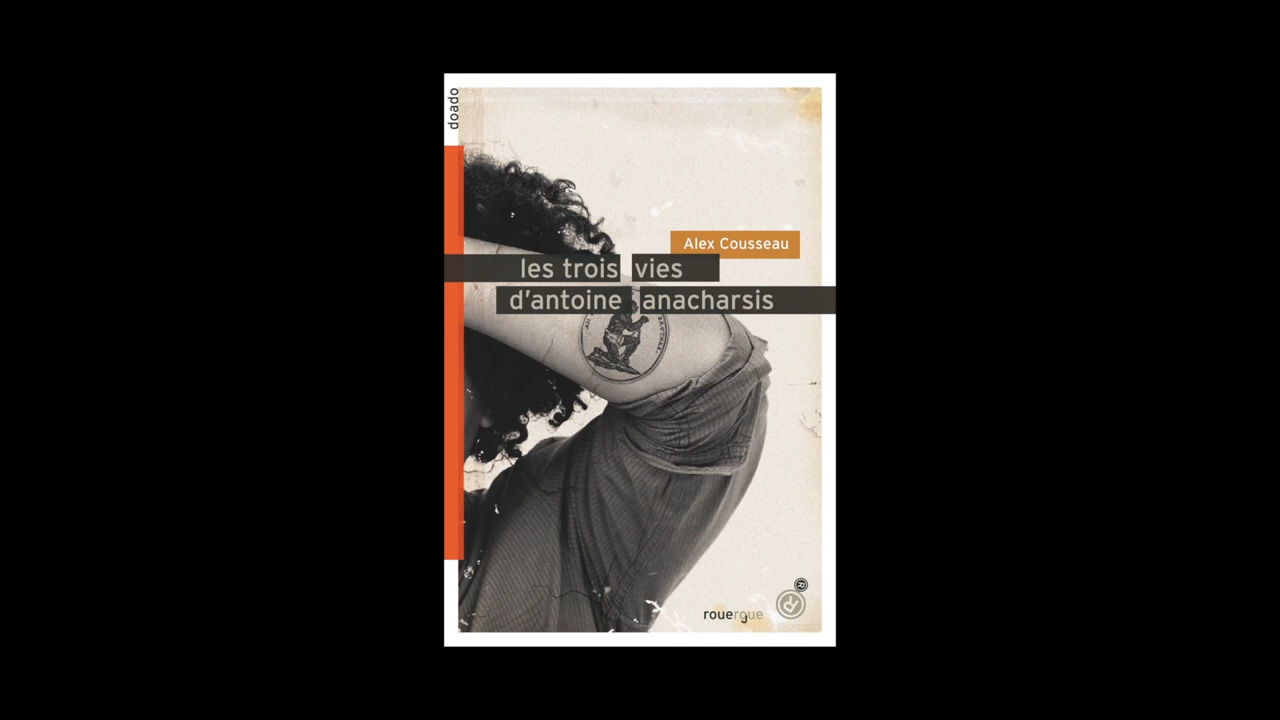 doado
Alex Cousseau
les trois vies
d'antoine anacharsis
rouergue